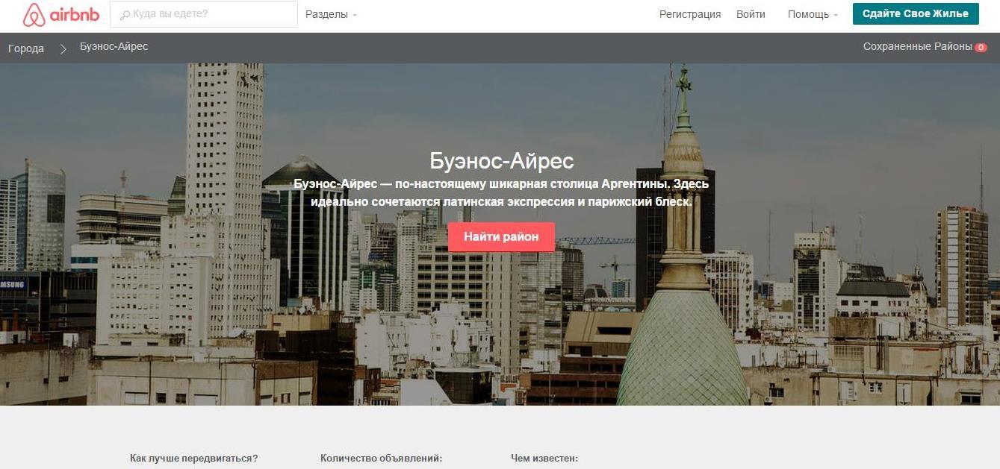 airbnb
Куда вы едете?
Разделы
Регистрация
Войти
Помощь
Сдайте Свое Жилье
Города
Буэнос-Айрес
Сохраненные Районы 0
Буэнос-Айрес
Буэнос-Айрес — по-настоящему шикарная столица Аргентины. Здесь
идеально сочетаются латинская экспрессия и парижский блеск.
Найти район
SAMSUNG
Как лучше передвигаться?
Количество объявлений:
Чем известен: